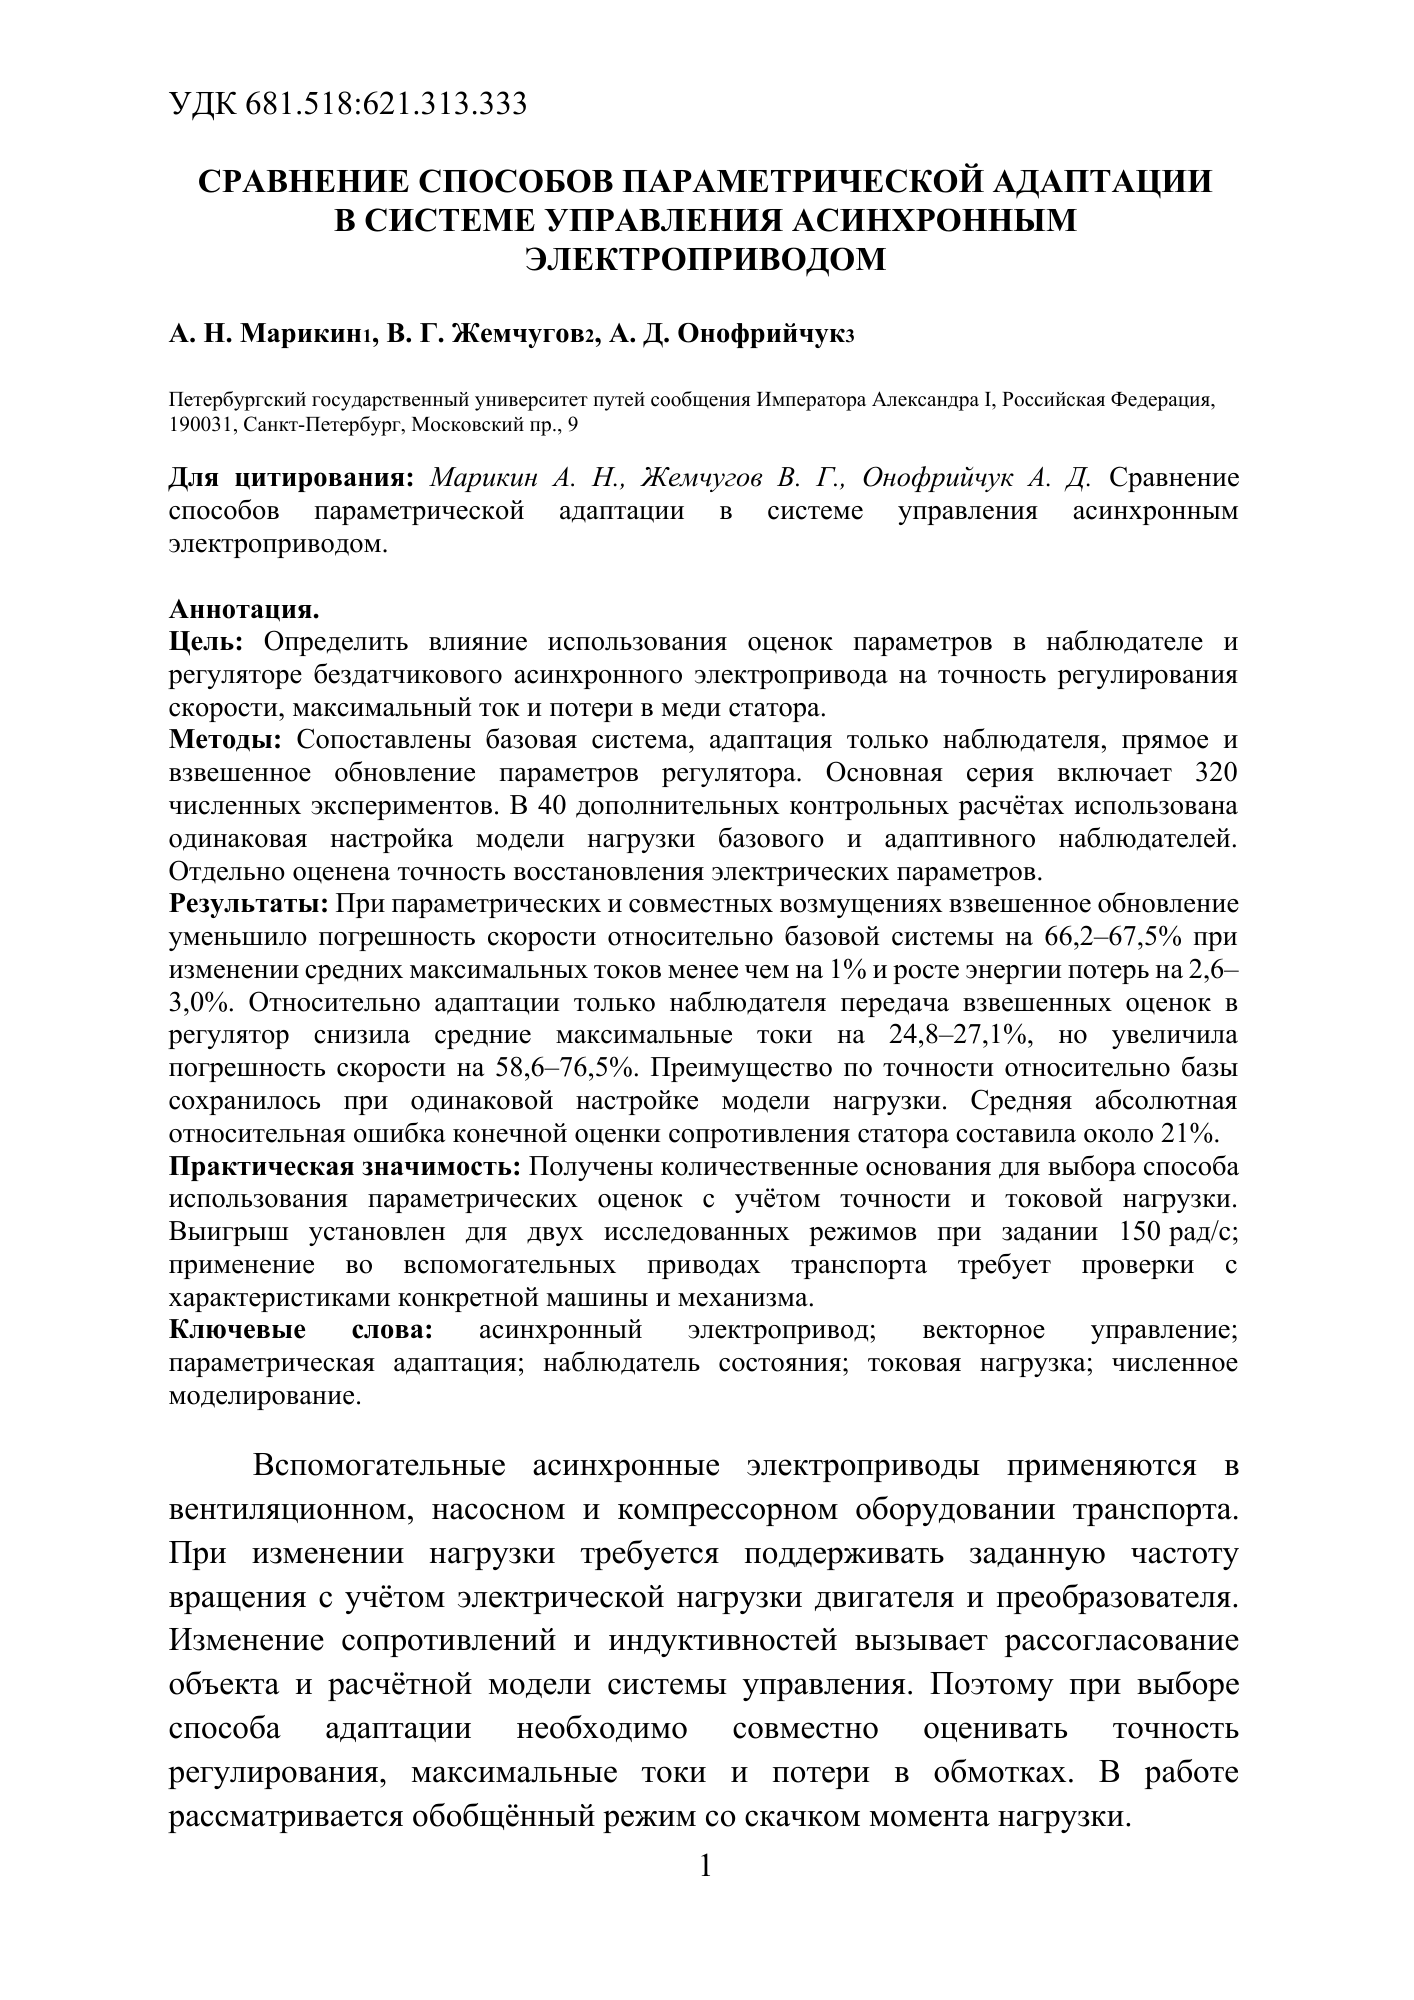 УДК 681.518:621.313.333
СРАВНЕНИЕ СПОСОБОВ ПАРАМЕТРИЧЕСКОЙ АДАПТАЦИИ
В СИСТЕМЕ УПРАВЛЕНИЯ АСИНХРОННЫМ
ЭЛЕКТРОПРИВОДОМ
А. Н. Марикин1, В. Г. Жемчугов2, А. Д. Онофрийчук3
Петербургский государственный университет путей сообщения Императора Александра I, Российская Федерация,
190031, Санкт-Петербург, Московский пр., 9
Для цитирования: Марикин А. Н., Жемчугов В. Г., Онофрийчук А. Д. Сравнение
способов параметрической адаптации в системе управления асинхронным
электроприводом.
Аннотация.
Цель: Определить влияние использования оценок параметров в наблюдателе и
регуляторе бездатчикового асинхронного электропривода на точность регулирования
скорости, максимальный ток и потери в меди статора.
Методы: Сопоставлены базовая система, адаптация только наблюдателя, прямое и
взвешенное обновление параметров регулятора. Основная серия включает 320
численных экспериментов. В 40 дополнительных контрольных расчётах использована
одинаковая настройка модели нагрузки базового и адаптивного наблюдателей.
Отдельно оценена точность восстановления электрических параметров.
Результаты: При параметрических и совместных возмущениях взвешенное обновление
уменьшило погрешность скорости относительно базовой системы на 66,2–67,5% при
изменении средних максимальных токов менее чем на 1% и росте энергии потерь на 2,6–
3,0%. Относительно адаптации только наблюдателя передача взвешенных оценок в
регулятор снизила средние максимальные токи на 24,8–27,1%, но увеличила
погрешность скорости на 58,6–76,5%. Преимущество по точности относительно базы
сохранилось при одинаковой настройке модели нагрузки. Средняя абсолютная
относительная ошибка конечной оценки сопротивления статора составила около 21%.
Практическая значимость: Получены количественные основания для выбора способа
использования параметрических оценок с учётом точности и токовой нагрузки.
Выигрыш установлен для двух исследованных режимов при задании 150 рад/с;
применение во вспомогательных приводах транспорта требует проверки с
характеристиками конкретной машины и механизма.
Ключевые слова: асинхронный электропривод; векторное управление;
параметрическая адаптация; наблюдатель состояния; токовая нагрузка; численное
моделирование.
Вспомогательные асинхронные электроприводы применяются в
вентиляционном, насосном и компрессорном оборудовании транспорта.
При изменении нагрузки требуется поддерживать заданную частоту
вращения с учётом электрической нагрузки двигателя и преобразователя.
Изменение сопротивлений и индуктивностей вызывает рассогласование
объекта и расчётной модели системы управления. Поэтому при выборе
способа адаптации необходимо совместно оценивать точность
регулирования, максимальные токи и потери в обмотках. В работе
рассматривается обобщённый режим со скачком момента нагрузки.
1